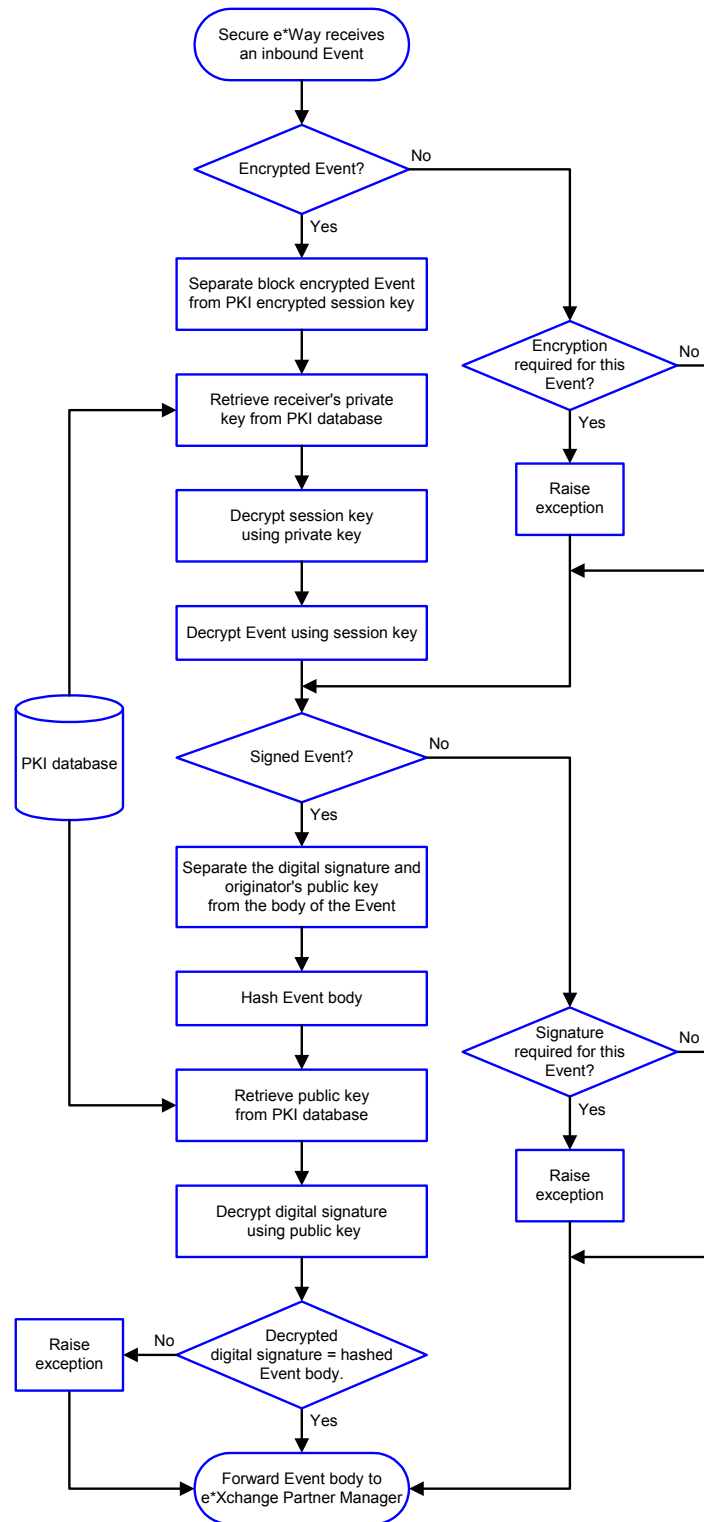 Secure e*Way receives
an inbound Event
Encrypted Event?
No
Yes
Separate block encrypted Event
from PKI encrypted session key
Encryption
required for this
Event?
No
Yes
Retrieve receiver's private
key from PKI database
Raise
exception
Decrypt session key
using private key
Decrypt Event using session key
PKI database
Signed Event?
No
Yes
Separate the digital signature and
originator's public key
from the body of the Event
Hash Event body
Signature
required for this
Event?
No
Yes
Retrieve public key
from PKI database
Raise
exception
Decrypt digital signature
using public key
Decrypted
digital signature = hashed
Event body.
No
Raise
exception
Yes
Forward Event body to
e*Xchange Partner Manager